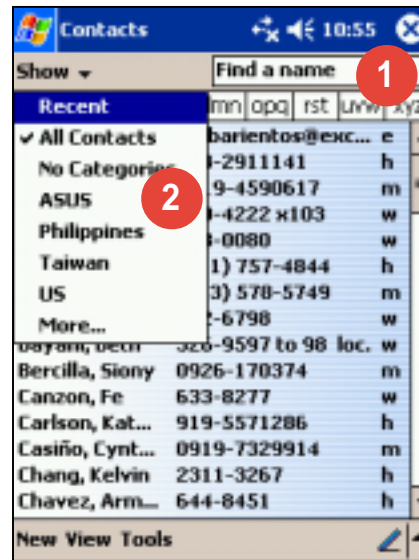 Contacts 10:55
Show Find a name
1
Recent mn opq rst uvw xyz
All Contacts barientos@exc... e
No Categories -2911141 h
ASUS 9-4590617 m
2
Philippines -4222 x103 w
-0080 w
Taiwan 1) 757-4844 h
US 3) 578-5749 m
More... -6798 w
326-9597 to 98 loc. w
Bercilla, Siony 0926-170374 m
Canzon, Fe 633-8277 w
Carlson, Kat... 919-5571286 h
Casiño, Cynt... 0919-7329914 m
Chang, Kelvin 2311-3267 h
Chavez, Arm... 644-8451 h
New View Tools